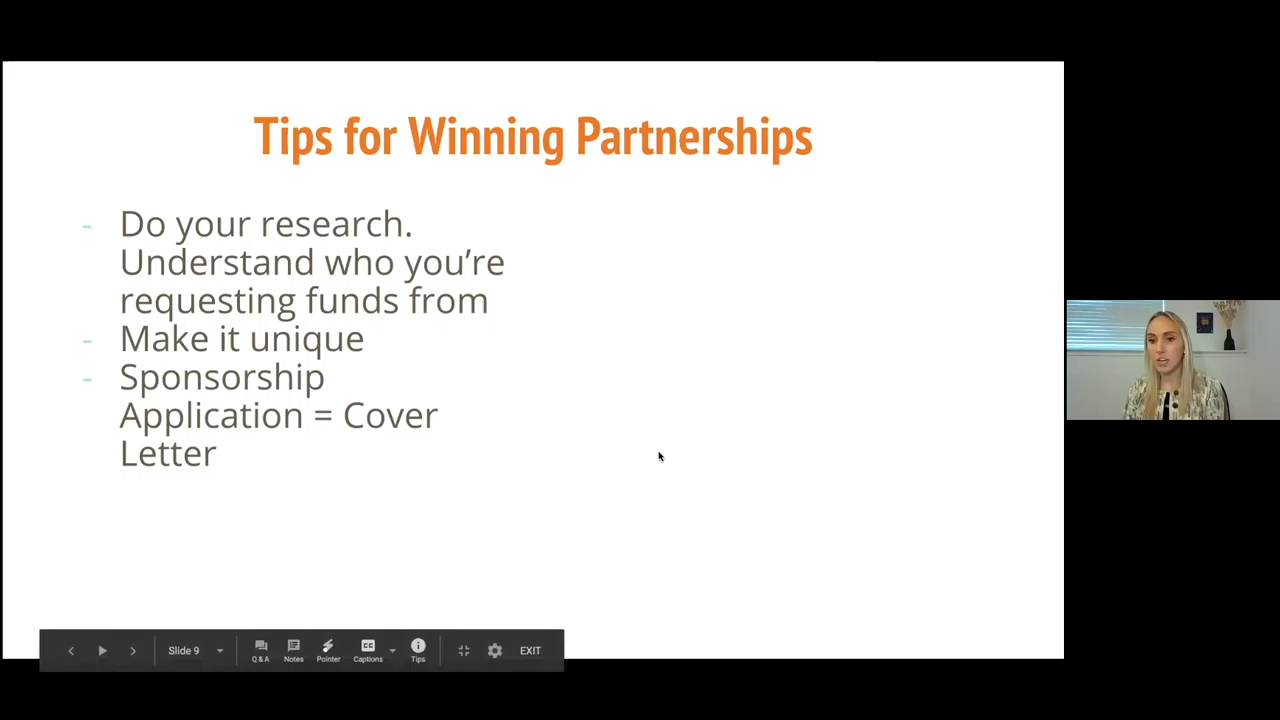 Tips for Winning Partnerships
- Do your research.
Understand who you’re
requesting funds from
- Make it unique
- Sponsorship
Application = Cover
Letter
Slide 9
Q & A
Notes
Pointer
CC
Captions
Tips
EXIT